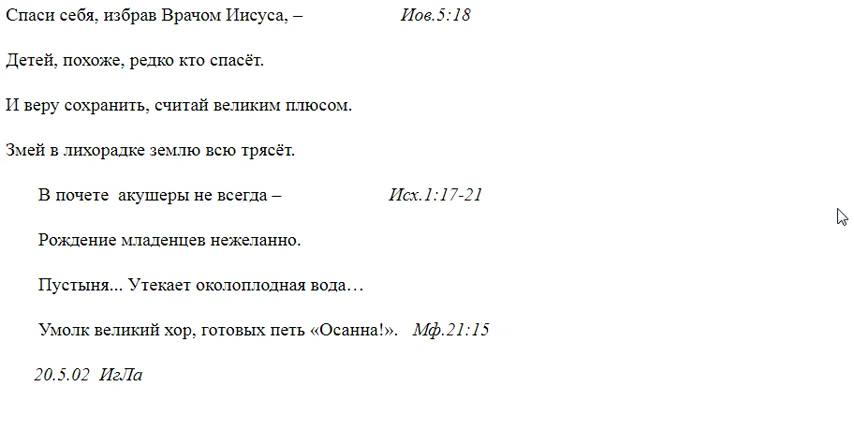 Спаси себя, избрав Врачом Иисуса, – Иов.5:18
Детей, похоже, редко кто спасёт.
И веру сохранить, считай великим плюсом.
Змей в лихорадке землю всю трясёт.
В почете  акушеры не всегда – Исх.1:17-21
Рождение младенцев нежеланно.
Пустыня... Утекает околоплодная вода…
Умолк великий хор, готовых петь «Осанна!». Мф.21:15
20.5.02  ИгЛа